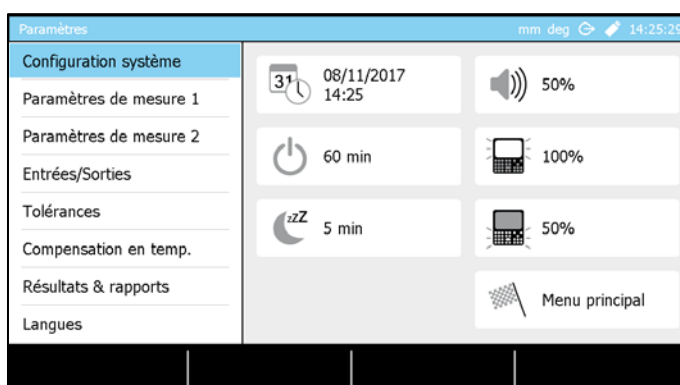 Paramètres
mm deg 14:25:29
Configuration système
Paramètres de mesure 1
Paramètres de mesure 2
Entrées/Sorties
Tolérances
Compensation en temp.
Résultats & rapports
Langues
31
08/11/2017
14:25
60 min
zzZ
5 min
50%
100%
50%
Menu principal